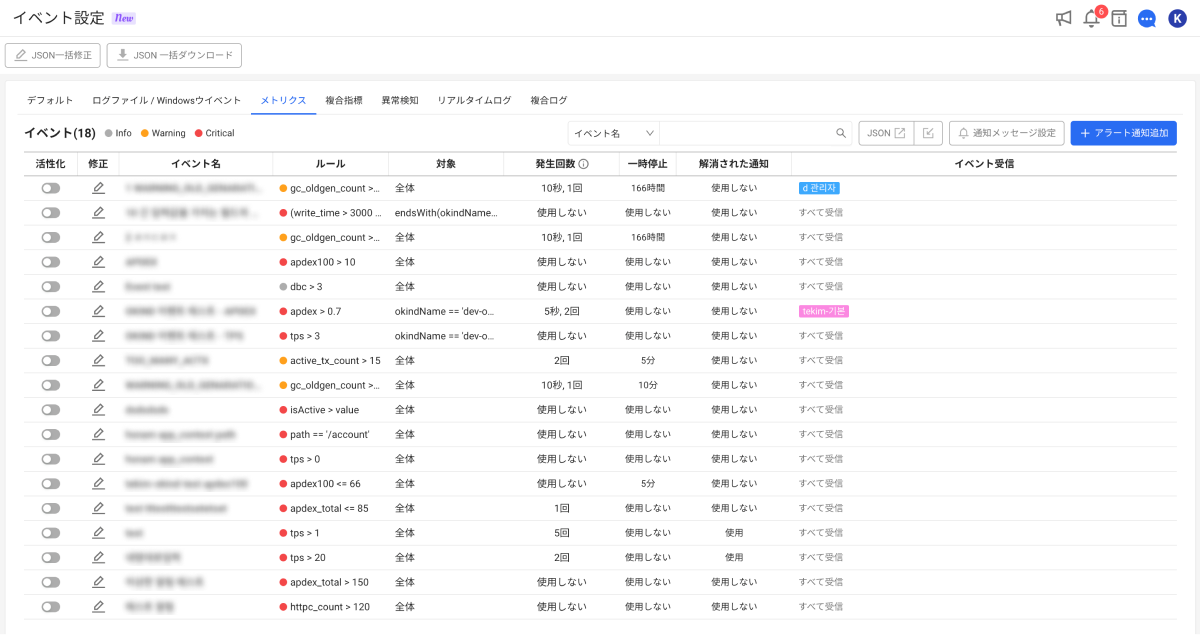 イベント設定 New
6
K
JSON一括修正 JSON 一括ダウンロード
デフォルト ログファイル / Windowsウイベント メトリクス 複合指標 異常検知 リアルタイムログ 複合ログ
イベント(18) Info Warning Critical イベント名 JSON 通知メッセージ設定 + アラート通知追加
活性化 修正 イベント名 ルール 対象 発生回数 一時停止 解消された通知 イベント受信
gc_oldgen_count >... 全体 10秒, 1回 166時間 使用しない d 관리자
(write_time > 3000 ... endsWith(okindName... 使用しない 使用しない 使用しない すべて受信
gc_oldgen_count >... 全体 10秒, 1回 166時間 使用しない すべて受信
apdex100 > 10 全体 使用しない 使用しない 使用しない すべて受信
dbc > 3 全体 使用しない 使用しない 使用しない すべて受信
apdex > 0.7 okindName == 'dev-o... 5秒, 2回 使用しない 使用しない tekim-기본
tps > 3 okindName == 'dev-o... 使用しない 使用しない 使用しない すべて受信
active_tx_count > 15 全体 2回 5分 使用しない すべて受信
gc_oldgen_count >... 全体 10秒, 1回 10分 使用しない すべて受信
isActive > value 全体 使用しない 使用しない 使用しない すべて受信
path == '/account' 全体 使用しない 使用しない 使用しない すべて受信
tps > 0 全体 使用しない 使用しない 使用しない すべて受信
apdex100 <= 66 全体 使用しない 5分 使用しない すべて受信
apdex_total <= 85 全体 1回 使用しない 使用しない すべて受信
tps > 1 全体 5回 使用しない 使用 すべて受信
tps > 20 全体 2回 使用しない 使用 すべて受信
apdex_total > 150 全体 使用しない 使用しない 使用しない すべて受信
httpc_count > 120 全体 使用しない 使用しない 使用しない すべて受信